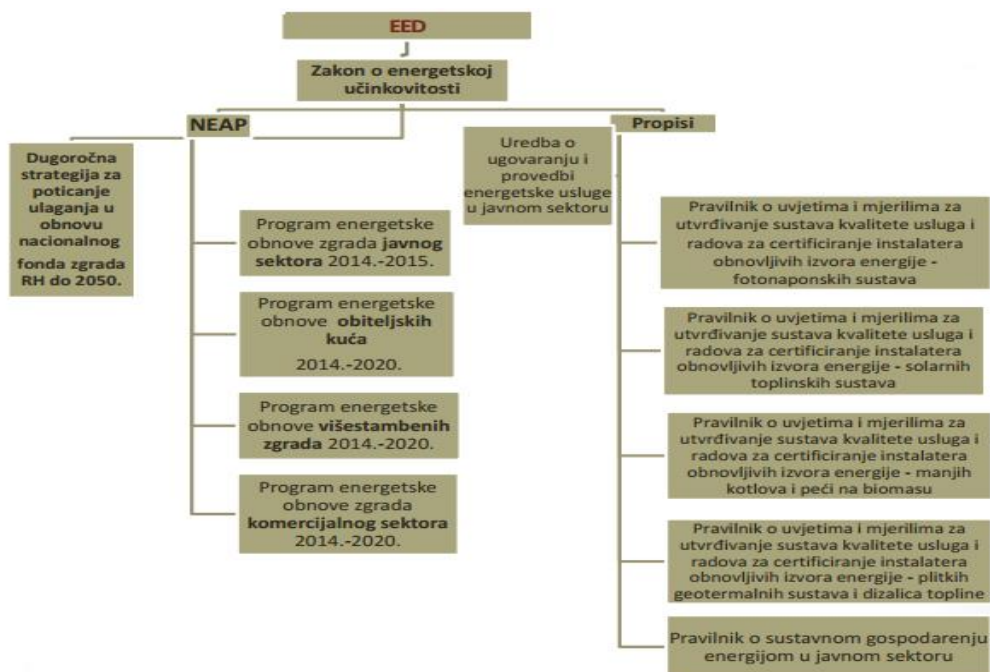 EED
Zakon o energetskoj
učinkovitosti
NEAP
Propisi
Dugoročna
strategija za
poticanje
ulaganja u
obnovu
nacionalnog
fonda zgrada
RH do 2050.
Program energetske
obnove zgrada javnog
sektora 2014.-2015.
Program energetske
obnove obiteljskih
kuća
2014.-2020.
Program energetske
obnove višestambenih
zgrada 2014.-2020.
Program energetske
obnove zgrada
komercijalnog sektora
2014.-2020.
Uredba o
ugovaranju i
provedbi
energetske usluge
u javnom sektoru
Pravilnik o uvjetima i mjerilima za
utvrđivanje sustava kvalitete usluga i
radova za certificiranje instalatera
obnovljivih izvora energije -
fotonaponskih sustava
Pravilnik o uvjetima i mjerilima za
utvrđivanje sustava kvalitete usluga i
radova za certificiranje instalatera
obnovljivih izvora energije - solarnih
toplinskih sustava
Pravilnik o uvjetima i mjerilima za
utvrđivanje sustava kvalitete usluga i
radova za certificiranje instalatera
obnovljivih izvora energije - manjih
kotlova i peći na biomasu
Pravilnik o uvjetima i mjerilima za
utvrđivanje sustava kvalitete usluga i
radova za certificiranje instalatera
obnovljivih izvora energije - plitkih
geotermalnih sustava i dizalica topline
Pravilnik o sustavnom gospodarenju
energijom u javnom sektoru